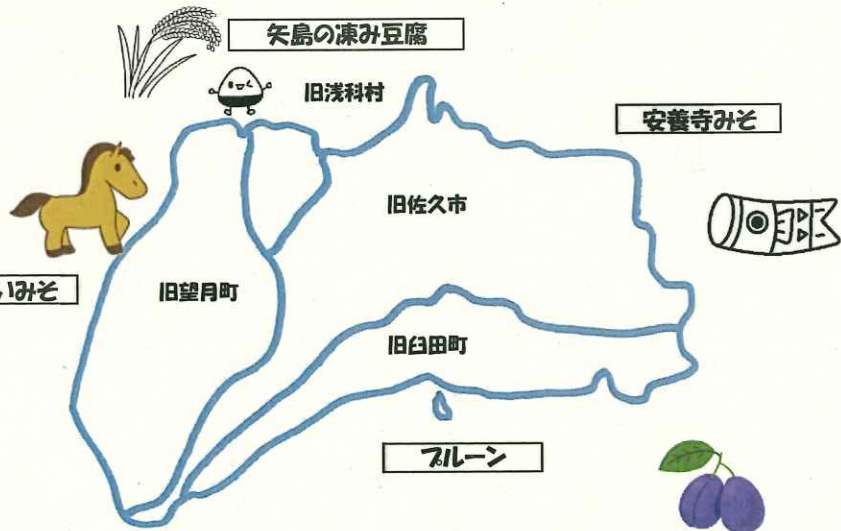 矢島の凍み豆腐
旧浅科村
安養寺みそ
旧佐久市
いみそ
旧望月町
旧臼田町
プルーン